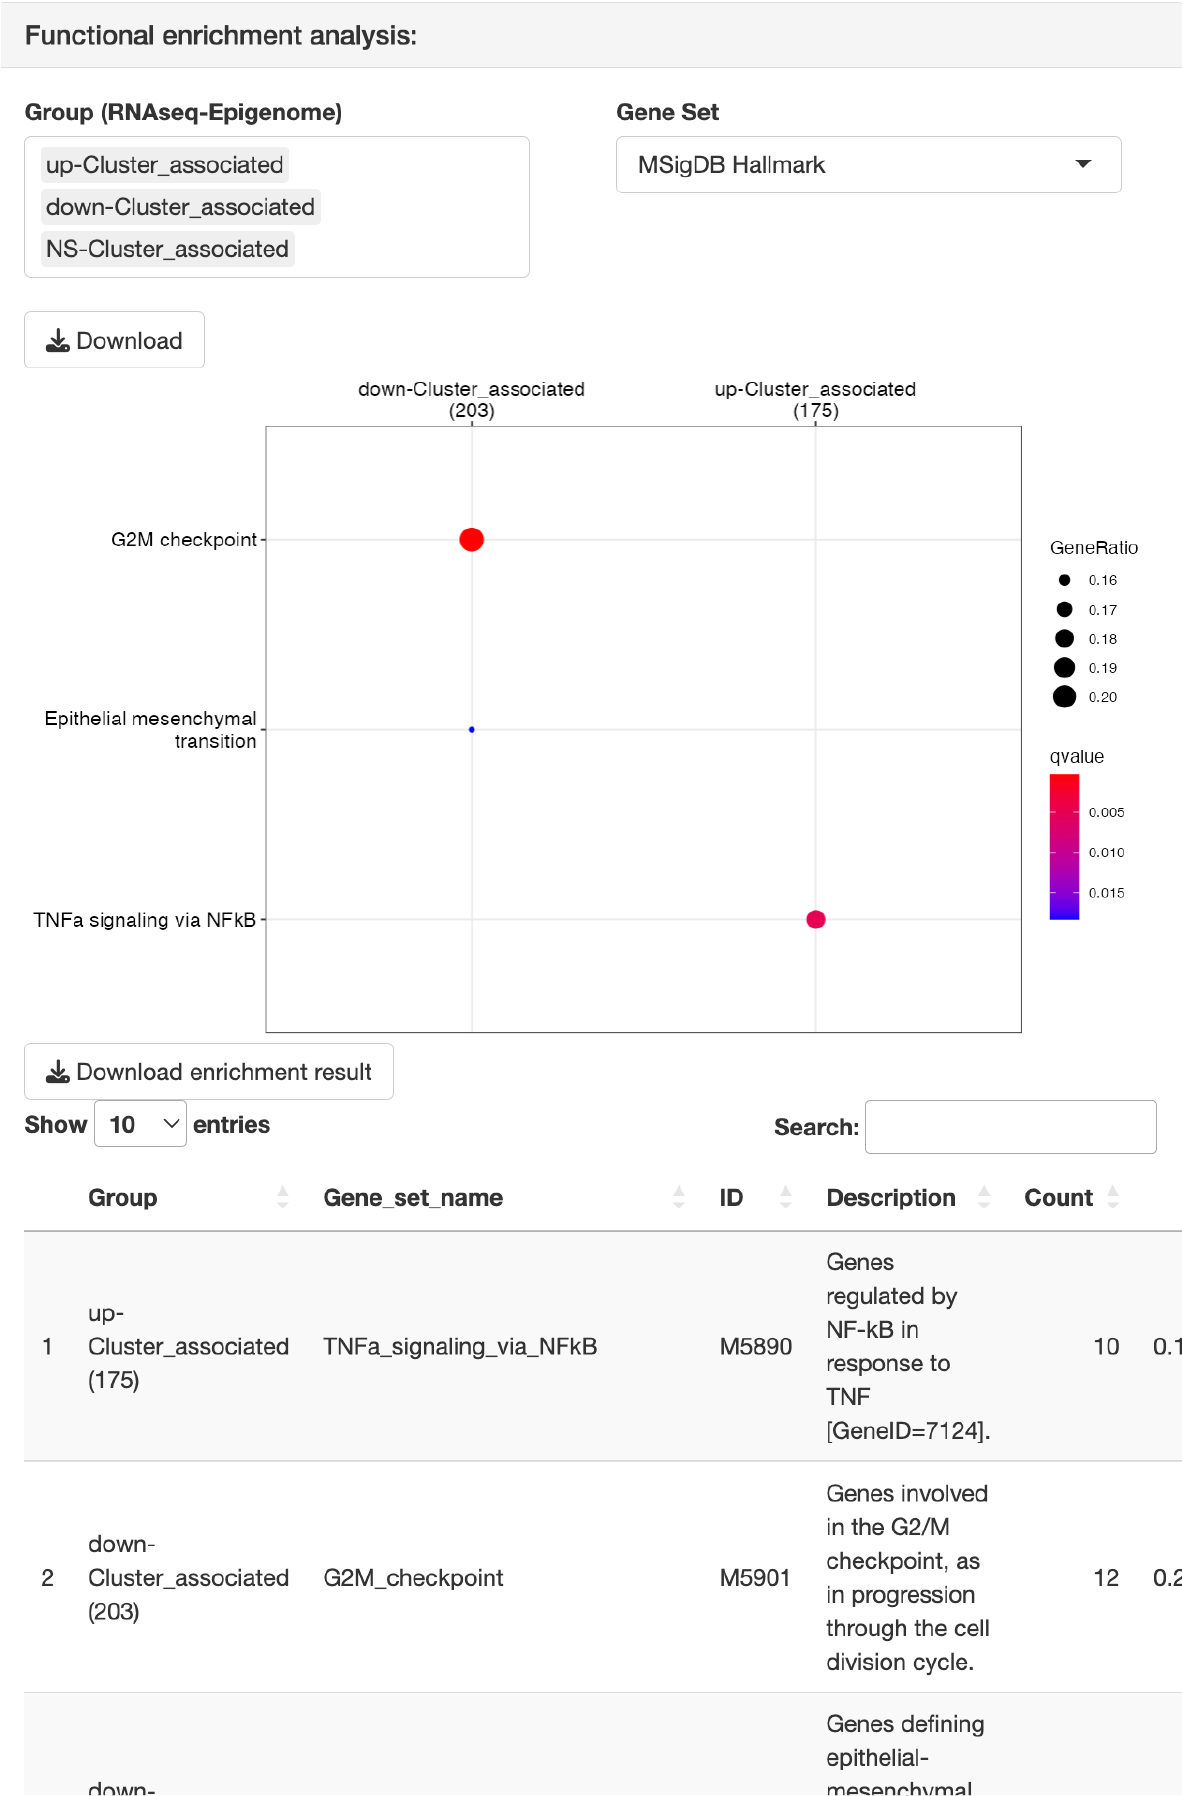 Functional enrichment analysis:
Group (RNAseq-Epigenome)
Gene Set
up-Cluster_associated
down-Cluster_associated
NS-Cluster_associated
MSigDB Hallmark
Download
down-Cluster_associated
(203)
up-Cluster_associated
(175)
G2M checkpoint
Epithelial mesenchymal
transition
TNFa signaling via NFkB
GeneRatio
0.16
0.17
0.18
0.19
0.20
qvalue
0.005
0.010
0.015
Download enrichment result
Show 10 entries
Search:
Group Gene_set_name ID Description Count
1 up-Cluster_associated (175) TNFa_signaling_via_NFkB M5890 10 0.1
Genes
regulated by
NF-kB in
response to
TNF
[GeneID=7124].
2 down-Cluster_associated (203) G2M_checkpoint M5901 12 0.2
Genes involved
in the G2/M
checkpoint, as
in progression
through the cell
division cycle.
down-
Genes defining
epithelial-
mesenchymal